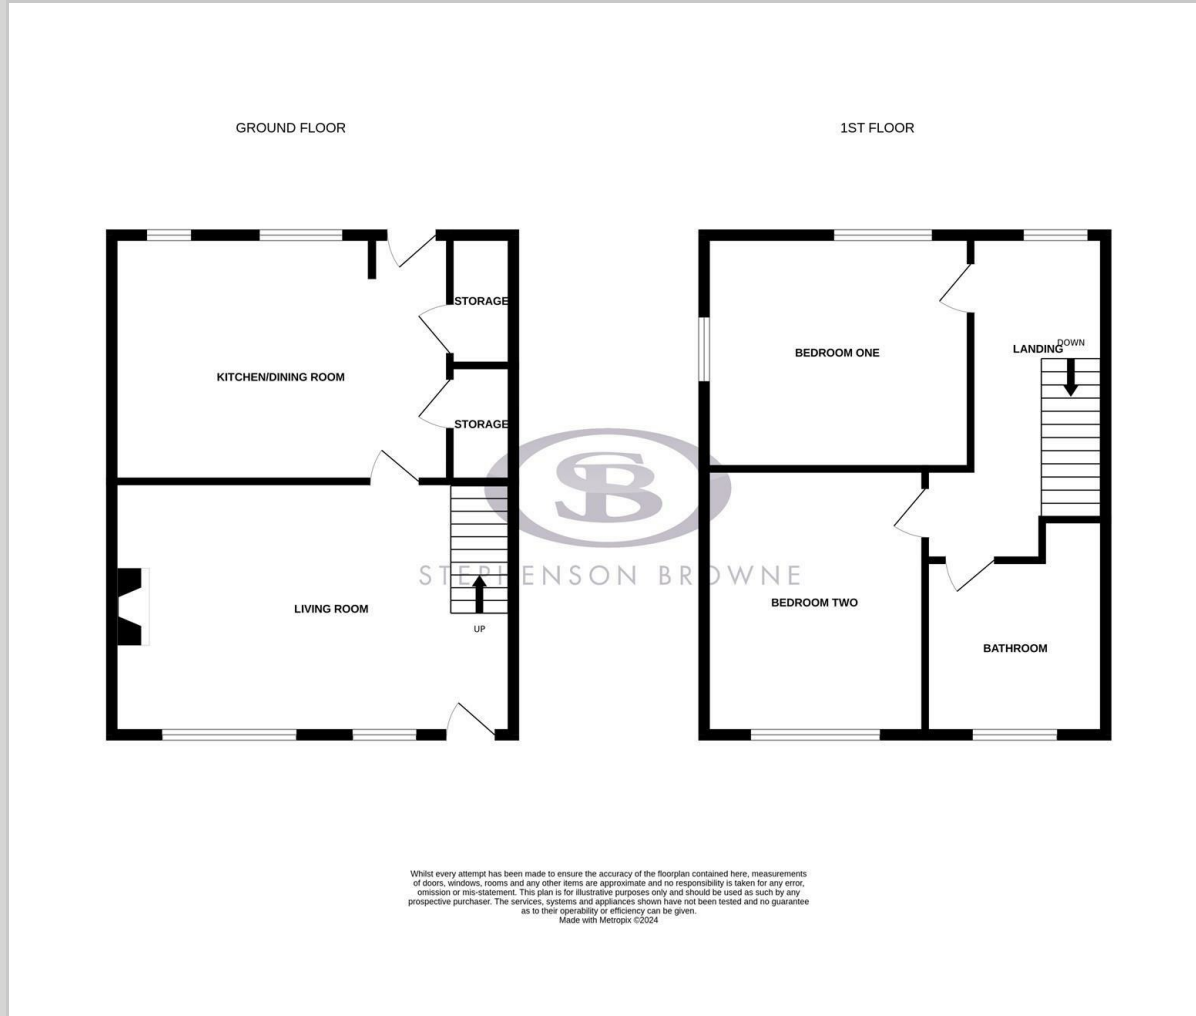 GROUND FLOOR
1ST FLOOR
STORAGE
KITCHEN/DINING ROOM
STORAGE
LIVING ROOM
UP
BEDROOM ONE
DOWN
LANDING
BEDROOM TWO
BATHROOM
SB
STEPHENSON BROWNE
Whilst every attempt has been made to ensure the accuracy of the floorplan contained here, measurements
of doors, windows, rooms and any other items are approximate and no responsibility is taken for any error,
omission or mis-statement. This plan is for illustrative purposes only and should be used as such by any
prospective purchaser. The services, systems and appliances shown have not been tested and no guarantee
as to their operability or efficiency can be given.
Made with Metropix ©2024